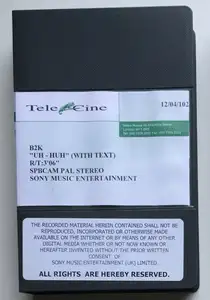 Tele Cine
12/04/102
B2K
"UH - HUH" (WITH TEXT)
R/T:3'06"
SPBCAM PAL STEREO
SONY MUSIC ENTERTAINMENT
THE RECORDED MATERIAL HEREIN CONTAINED SHALL NOT BE
REPRODUCED, INCORPORATED OR OTHERWISE MADE
AVAILABLE ON THE INTERNET OR BY MEANS OF ANY OTHER
DIGITAL MEDIA WHETHER OR NOT NOW KNOWN OR
HEREAFTER INVENTED WITHOUT THE PRIOR WRITTEN
CONSENT OF
SONY MUSIC ENTERTAINMENT (UK) LIMITED.
ALL RIGHTS ARE HEREBY RESERVED.